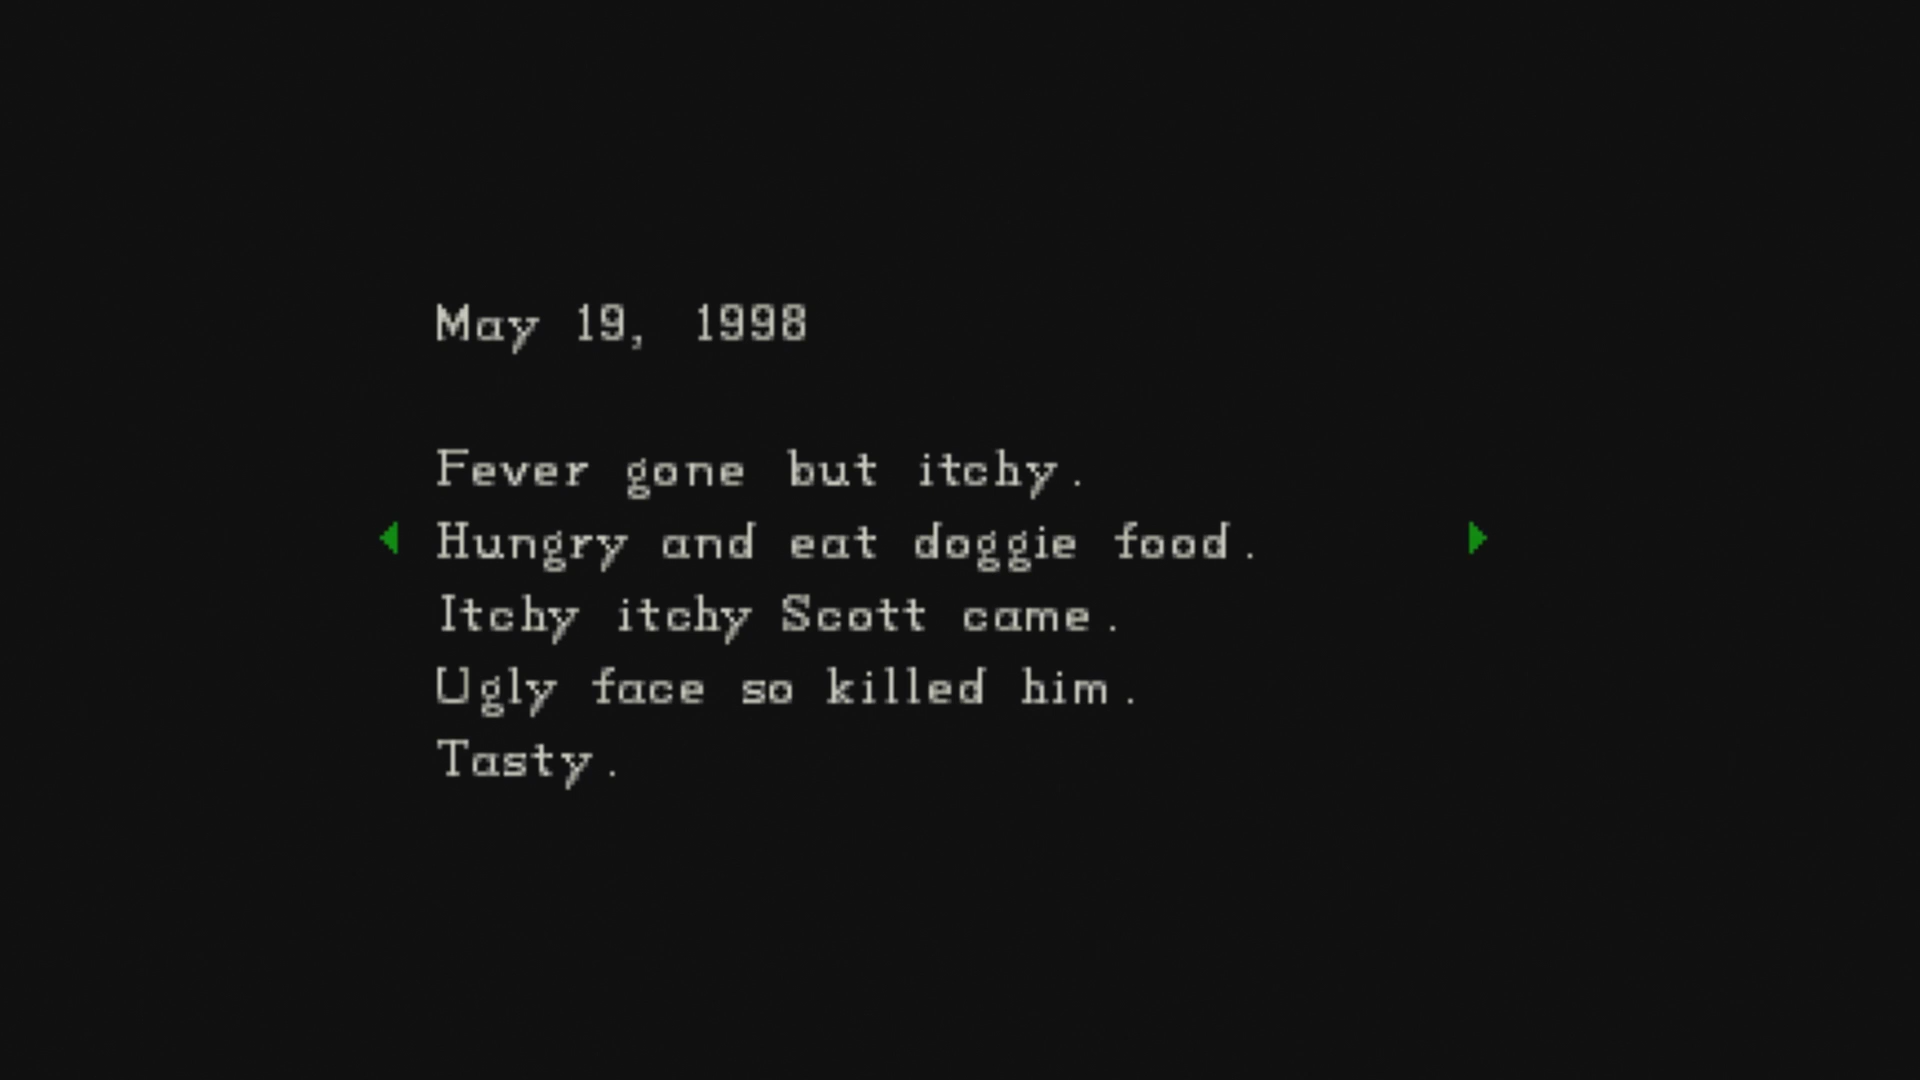 May 19, 1998
Fever gone but itchy.
Hungry and eat doggie food.
Itchy itchy Scott came.
Ugly face so killed him.
Tasty.